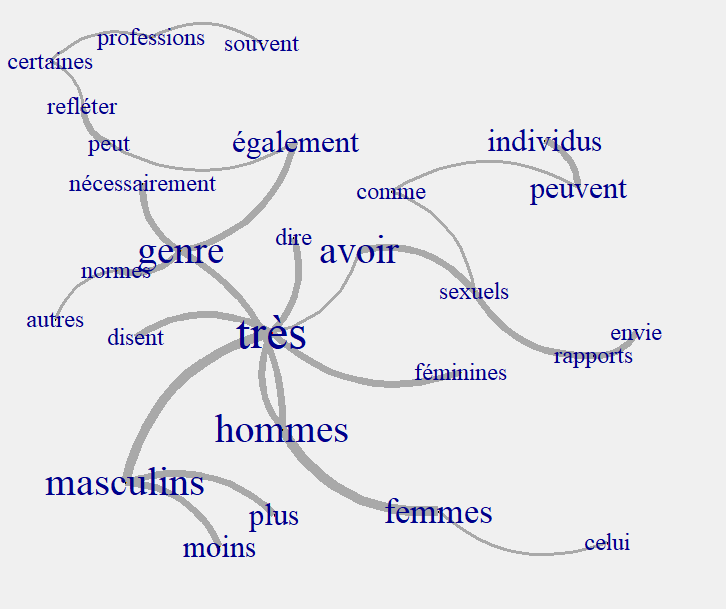 professions
souvent
certaines
refléter
peut
également
individus
nécessairement
comme
peuvent
dire
genre
avoir
normes
sexuels
autres
disent
très
envie
rapports
féminines
hommes
masculins
plus
femmes
moins
celui